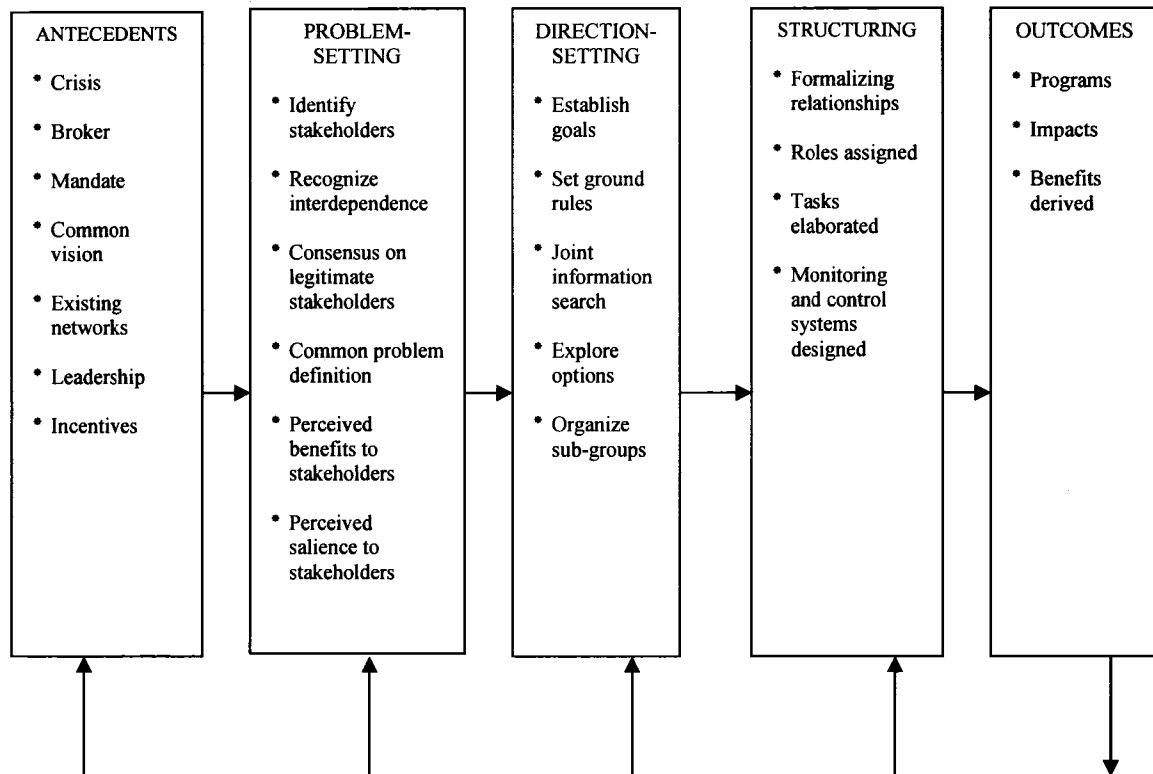 ANTECEDENTS
* Crisis
* Broker
* Mandate
* Common
vision
* Existing
networks
* Leadership
* Incentives
PROBLEM-
SETTING
* Identify
stakeholders
* Recognize
interdependence
* Consensus on
legitimate
stakeholders
* Common problem
definition
* Perceived
benefits to
stakeholders
* Perceived
salience to
stakeholders
DIRECTION-
SETTING
* Establish
goals
* Set ground
rules
* Joint
information
search
* Explore
options
* Organize
sub-groups
STRUCTURING
* Formalizing
relationships
* Roles assigned
* Tasks
elaborated
* Monitoring
and control
systems
designed
OUTCOMES
* Programs
* Impacts
* Benefits
derived